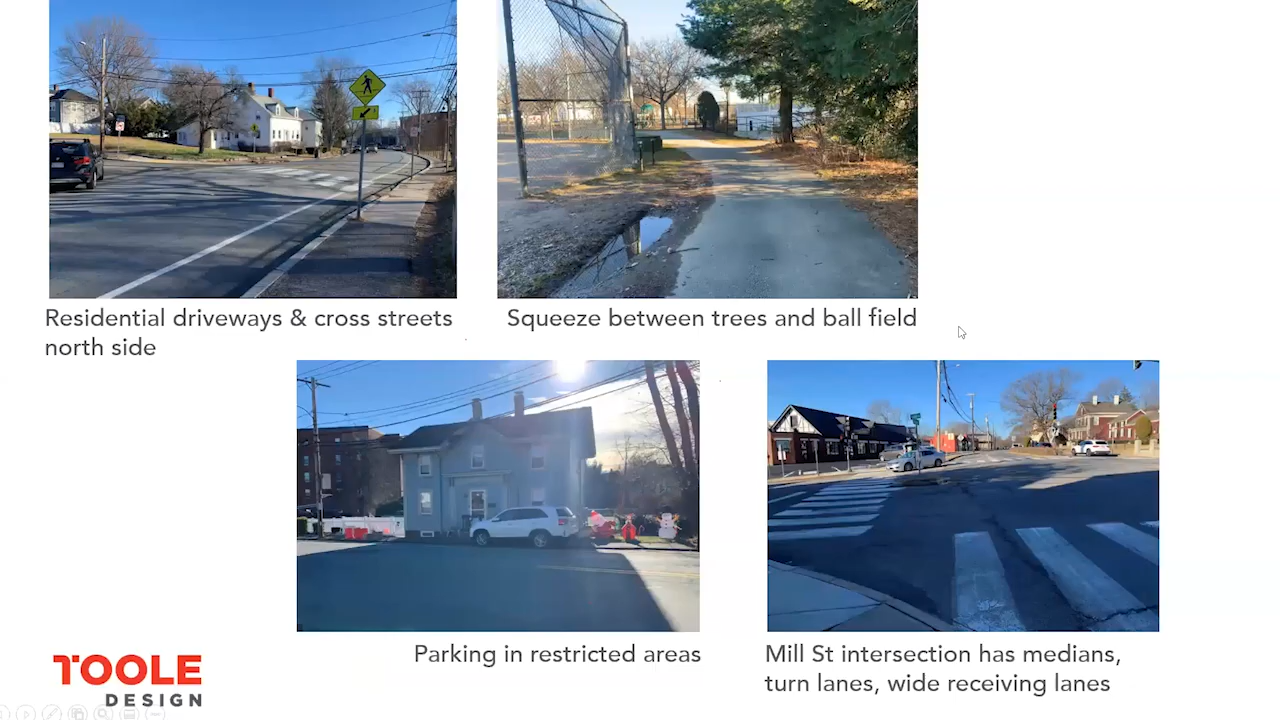 Residential driveways & cross streets
north side
Squeeze between trees and ball field
Parking in restricted areas
Mill St intersection has medians,
turn lanes, wide receiving lanes
TOOLE
DESIGN